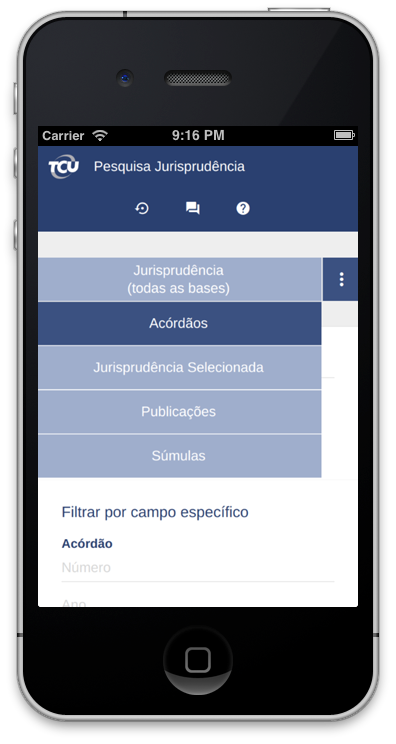 Carrier
9:16 PM
TCU
Pesquisa Jurisprudência
?
Jurisprudência
(todas as bases)
Acórdãos
Jurisprudência Selecionada
Publicações
Súmulas
Filtrar por campo específico
Acórdão
Número
Ano